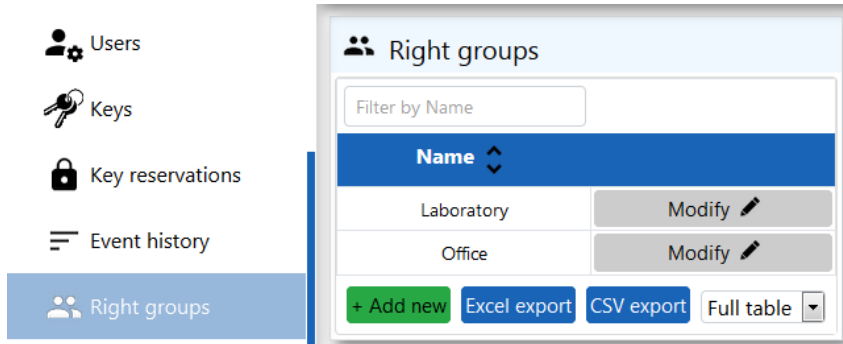 Users
Keys
Key reservations
Event history
Right groups
Right groups
Filter by Name
Name
Laboratory Modify
Office Modify
+ Add new Excel export CSV export Full table